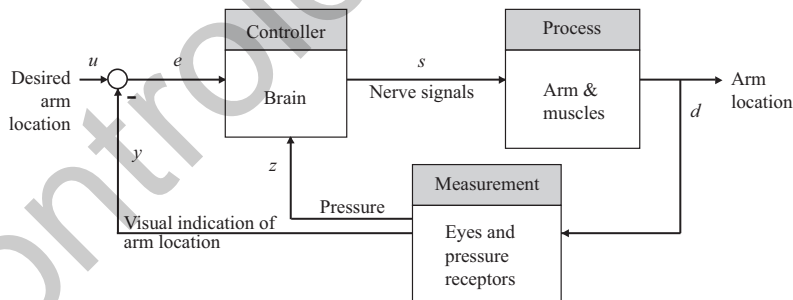 Controller
Process
u
e
s
Desired
arm
location
Brain
Nerve signals
Arm &
muscles
Arm
location
d
-
y
z
Measurement
Pressure
Visual indication of
arm location
Eyes and
pressure
receptors